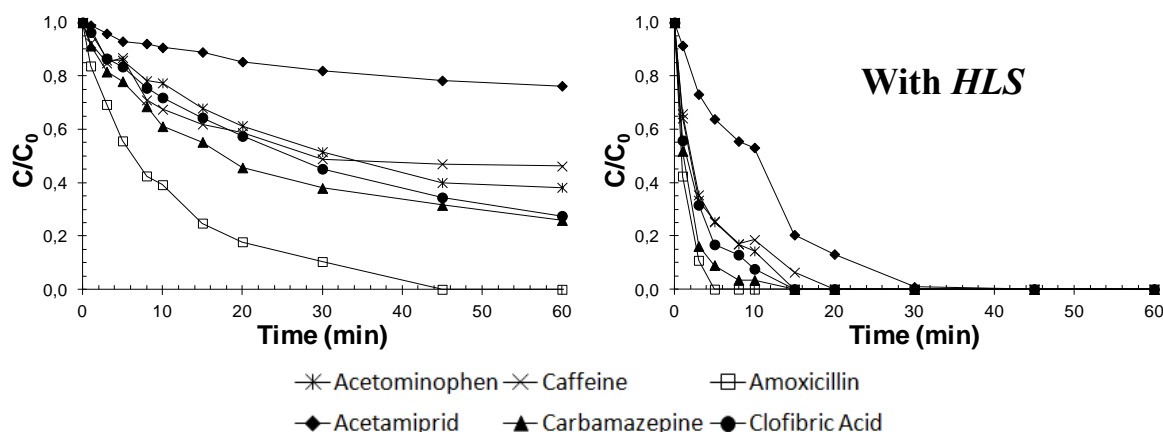 1,0
0,8
0,6
0,4
0,2
0,0
C/C0
0 10 20 30 40 50 60
Time (min)
With HLS
1,0
0,8
0,6
0,4
0,2
0,0
C/C0
0 10 20 30 40 50 60
Time (min)
Acetominophen Caffeine Amoxicillin
Acetamiprid Carbamazepine Clofibric Acid